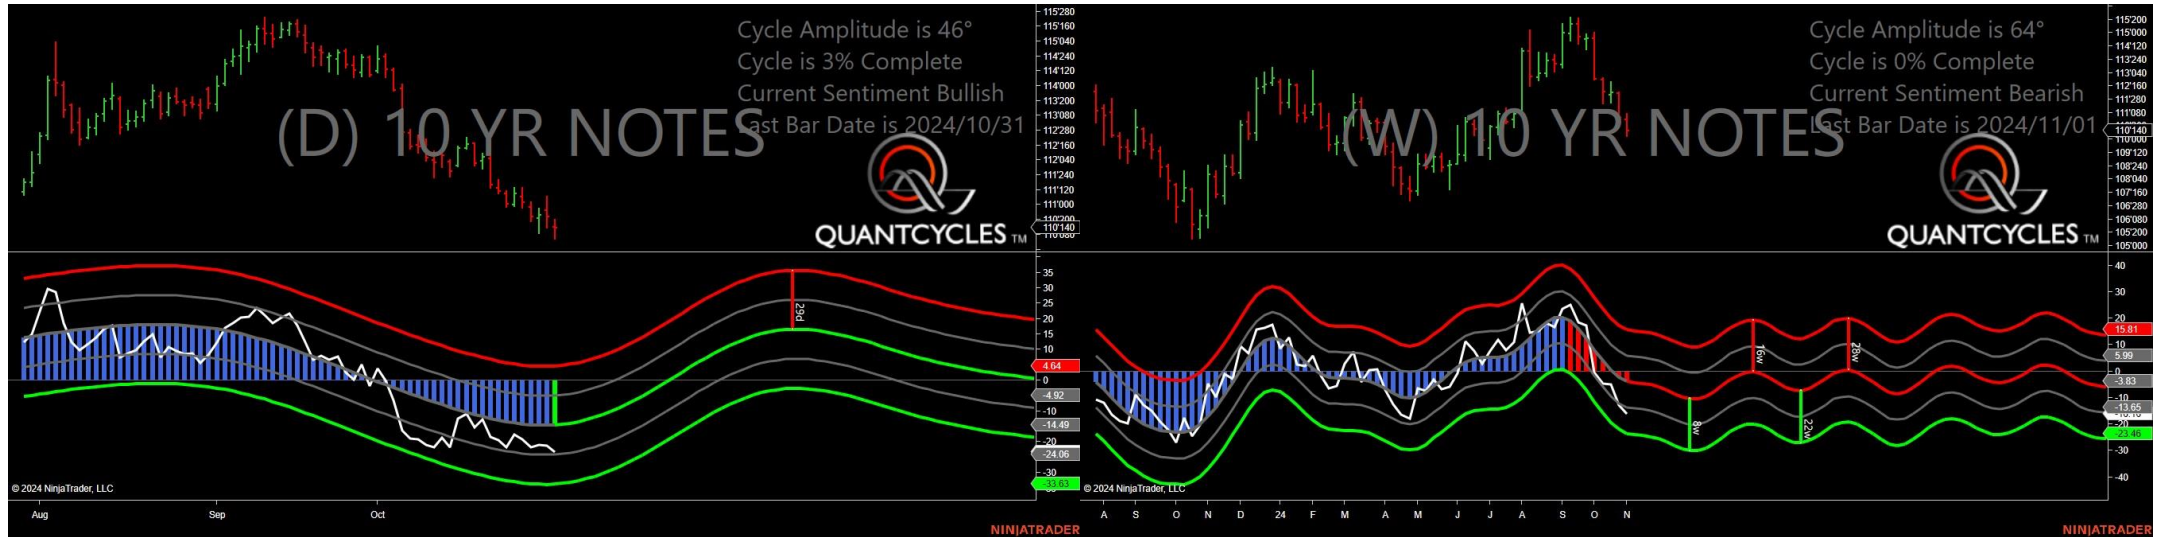 Cycle Amplitude is 46°
Cycle is 3% Complete
Current Sentiment Bullish
Last Bar Date is 2024/10/31
(D) 10 YR NOTES
QUANTCYCLES TM
115'280
115'160
115'040
114'240
114'120
114'000
113'200
113'080
112'280
112'160
112'040
111'240
111'120
111'000
110'200
110'140
110'080
35
30
25
20
15
10
4.64
0
-4.92
-10
-14.49
-20
-24.06
-30
-33.63
29d
© 2024 NinjaTrader, LLC
Aug
Sep
Oct
NINJATRADER
Cycle Amplitude is 64°
Cycle is 0% Complete
Current Sentiment Bearish
Last Bar Date is 2024/11/01
(W) 10 YR NOTES
QUANTCYCLES TM
115'200
115'000
114'120
113'240
113'040
112'160
111'280
111'080
110'140
110'000
109'120
108'240
108'040
107'160
106'280
106'080
105'200
105'000
40
30
20
15.81
10
5.99
0
-3.83
-10
-13.65
-20
-23.46
-30
-40
16w
28w
8w
22w
© 2024 NinjaTrader, LLC
A S O N D 24 F M A M J J A S O N
NINJATRADER